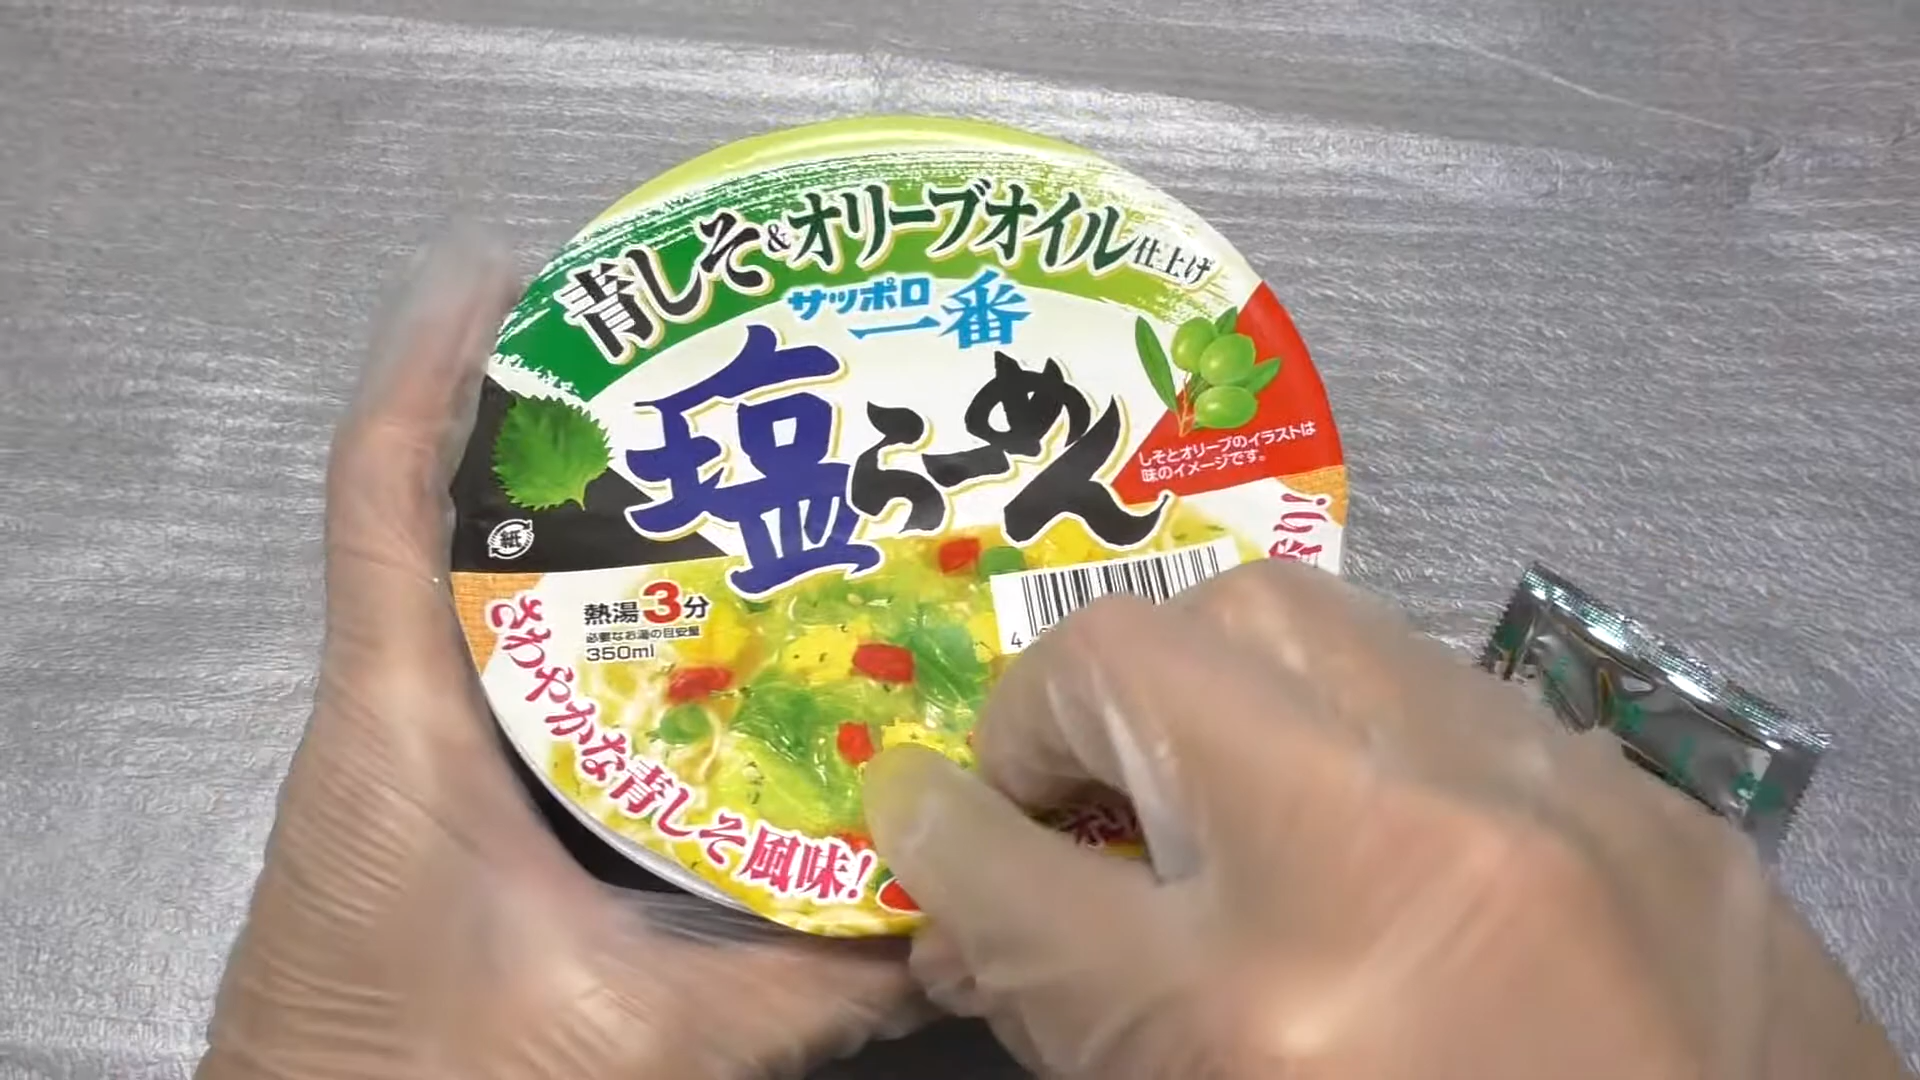 青しそ&オリーブオイル仕上げ
サッポロ
一番
塩らーめん
しそとオリーブのイラストは
味のイメージです。
紙
熱湯3分
必要なお湯の目安量
350ml
4
さわやかな青しそ風味!